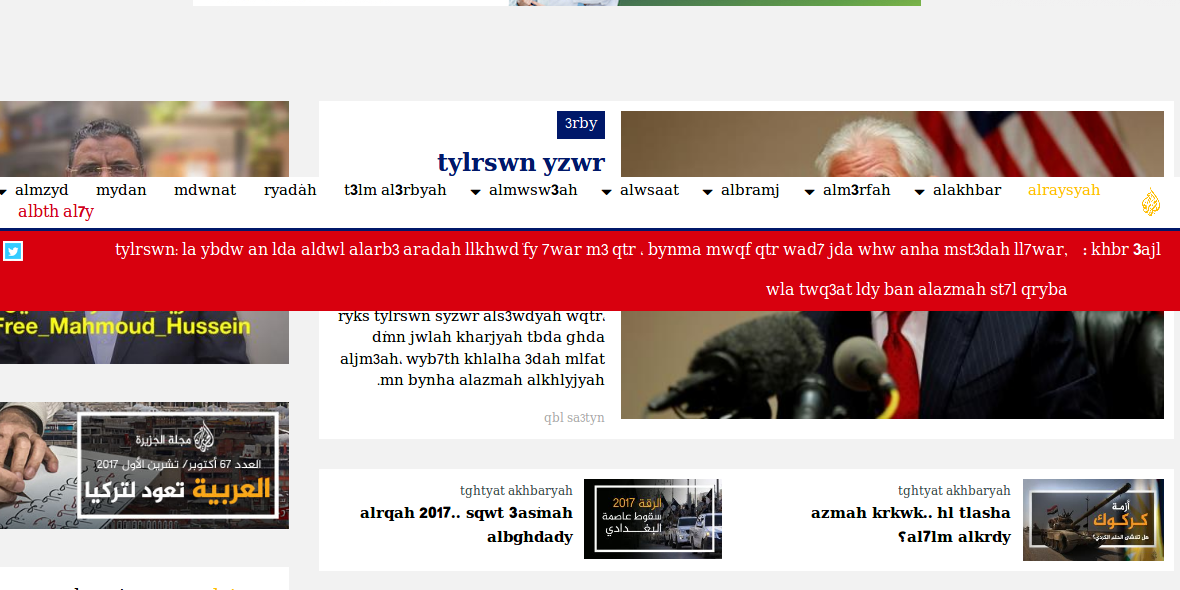 3rby
tylrswn yzwr
almzyd mydan mdwnat ryadah t3lm al3rbyah almwsw3ah alwsaat albramj alm3rfah alakhbar alraysyah
albth al7y
khbr 3ajl :
tylrswn: la ybdw an lda aldwl alarb3 aradah llkhwd fy 7war m3 qtr ، bynma mwqf qtr wad7 jda whw anha mst3dah ll7war,
wla twq3at ldy ban alazmah st7l qryba
Free_Mahmoud_Hussein
ryks tylrswn syzwr als3wdyah wqtr،
dmn jwlah kharjyah tbda ghda
aljm3ah، wyb7th khlalha 3dah mlfat
.mn bynha alazmah alkhlyjyah
qbl sa3tyn
مجلة الجزيرة
العدد 67 أكتوبر/ تشرين الأول 2017
العربية تعود لتركيا
tghtyat akhbaryah
azmah krkwk.. hl tlasha
؟al7lm alkrdy
أزمة
كركوك
هل تلاشى الحلم الكردي؟
tghtyat akhbaryah
alrqah 2017.. sqwt 3asmah
albghdady
الرقة 2017
سقوط عاصمة
البغدادي